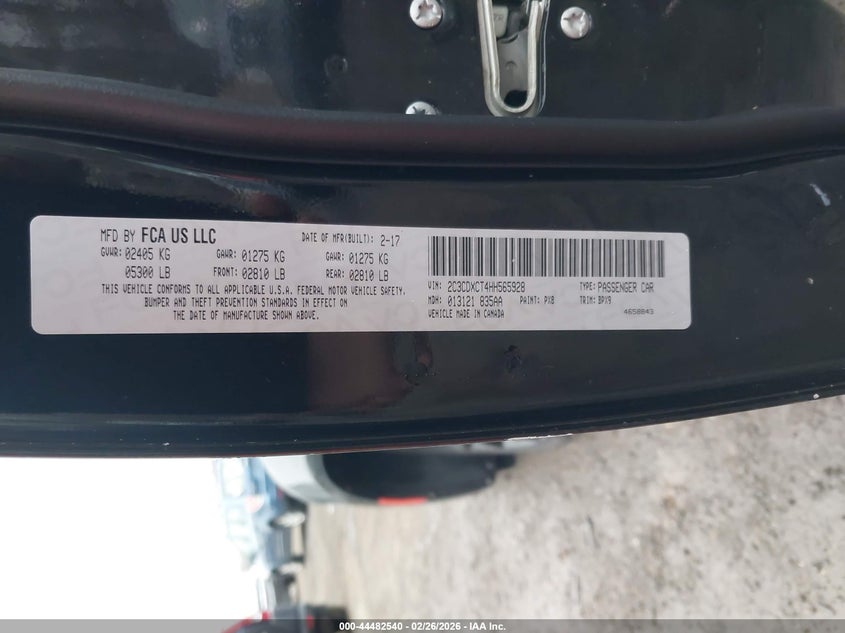 MFD BY FCA US LLC DATE OF MFR(BUILT): 2-17
GVWR: 02405 KG GAWR: 01275 KG GAWR: 01275 KG
05300 LB FRONT: 02810 LB REAR: 02810 LB
THIS VEHICLE CONFORMS TO ALL APPLICABLE U.S.A. FEDERAL MOTOR VEHICLE SAFETY.
BUMPER AND THEFT PREVENTION STANDARDS IN EFFECT ON
THE DATE OF MANUFACTURE SHOWN ABOVE.
VIN: 2C3CDXCT4HH565928 TYPE: PASSENGER CAR
MDH: 013121 835AA PAINT: PX8 TRIM: BPX9
VEHICLE MADE IN CANADA 4658843
000-44482540 - 02/26/2026 - IAA Inc.